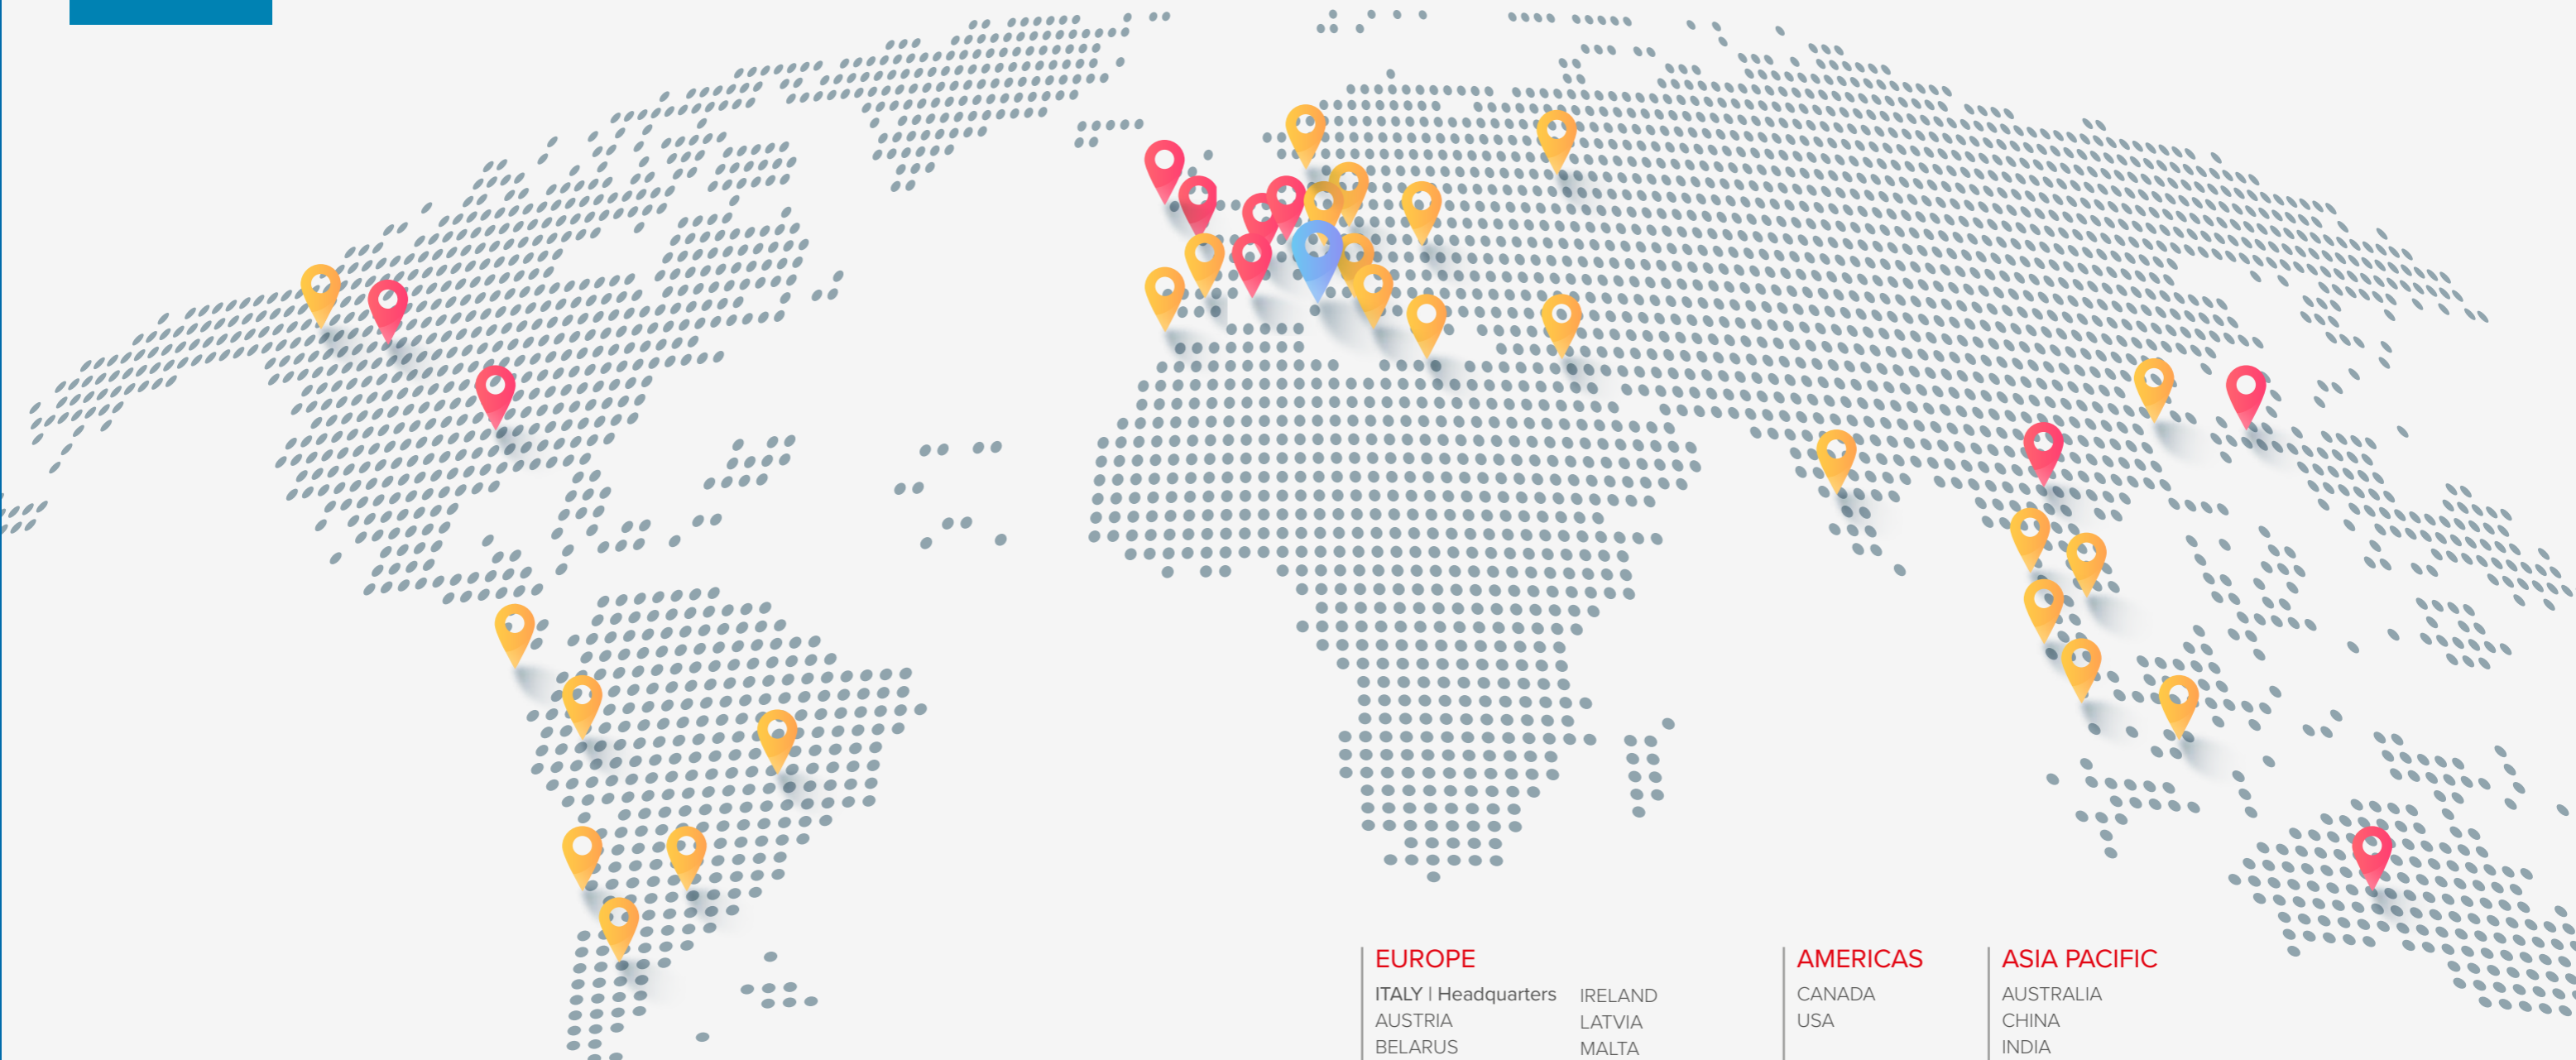 EUROPE
ITALY | Headquarters
AUSTRIA
BELARUS
IRELAND
LATVIA
MALTA
AMERICAS
CANADA
USA
ASIA PACIFIC
AUSTRALIA
CHINA
INDIA